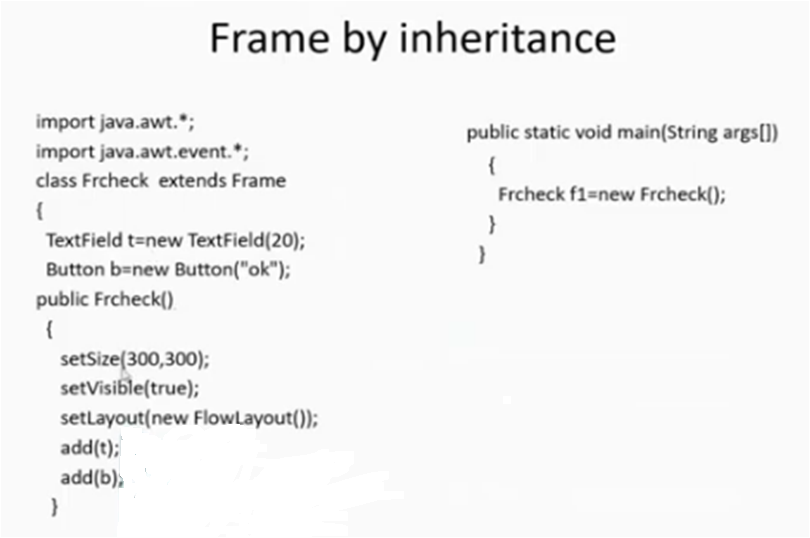 Frame by inheritance
import java.awt.*;
import java.awt.event.*;
class Frcheck  extends Frame
{
TextField t=new TextField(20);
Button b=new Button("ok");
public Frcheck()
{
setSize(300,300);
setVisible(true);
setLayout(new FlowLayout());
add(t);
add(b);
}
public static void main(String args[])
{
Frcheck f1=new Frcheck();
}
}